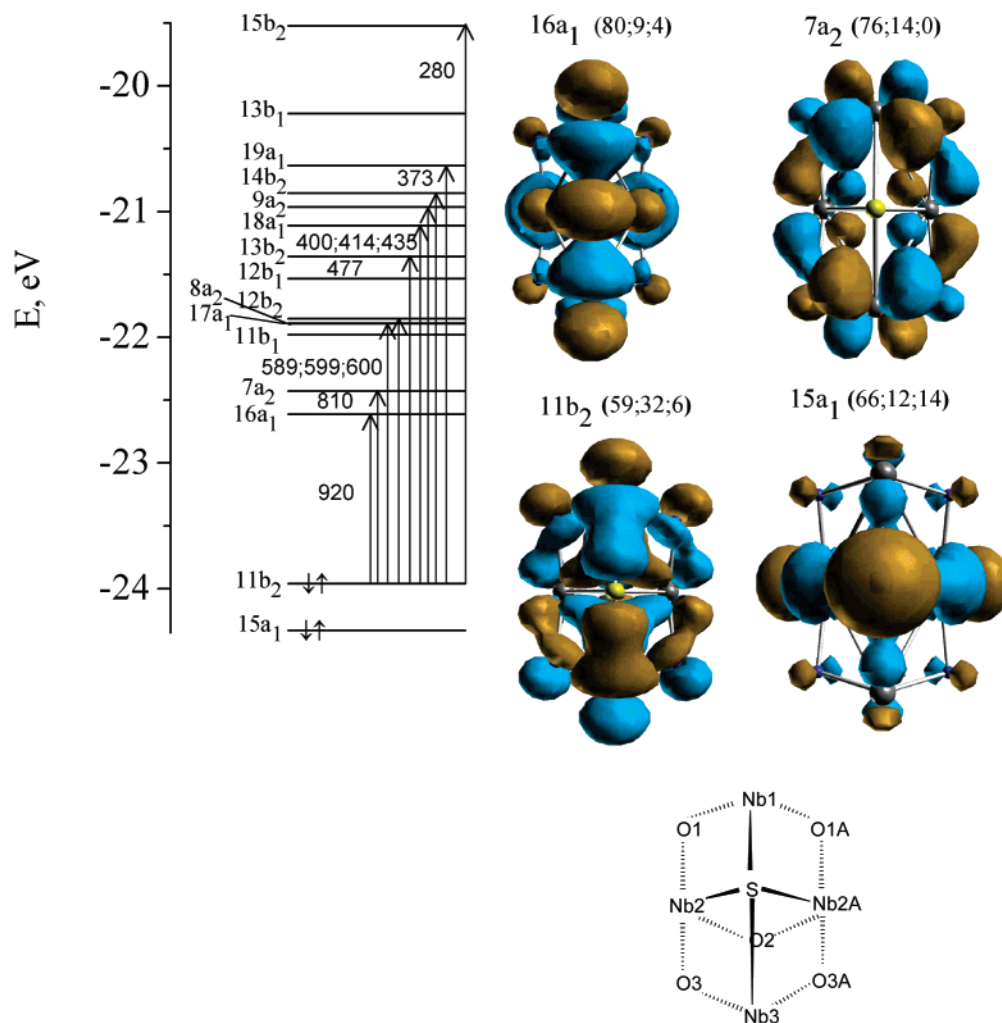 E, eV
-20
-21
-22
-23
-24
15b2
280
13b1
19a1
373
14b2
9a2
18a1
400;414;435
13b2
477
12b1
8a2
12b2
17a1
11b1
589;599;600
7a2
810
16a1
920
11b2 ↓↑
15a1 ↓↑
16a1 (80;9;4)
7a2 (76;14;0)
11b2 (59;32;6)
15a1 (66;12;14)
Nb1
O1 O1A
S
Nb2 Nb2A
O2
O3 O3A
Nb3